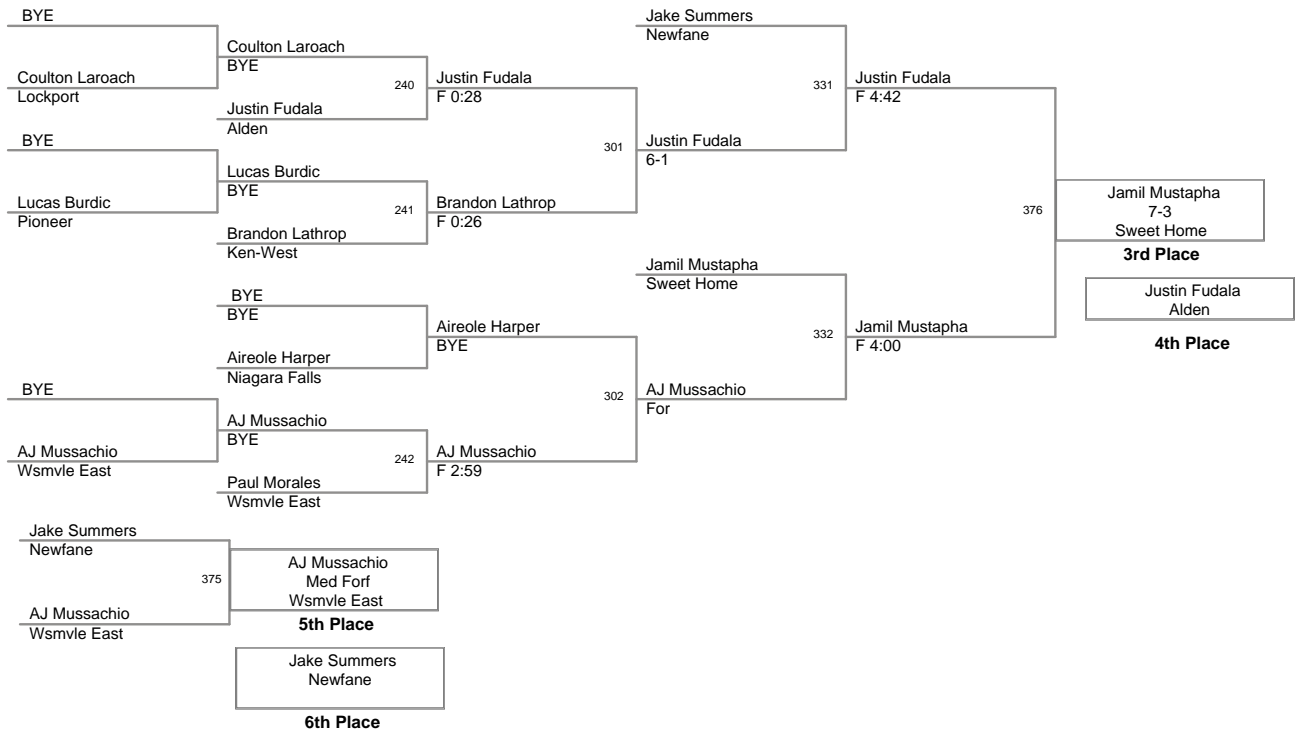 BYE
Coulton Laroach
Lockport
BYE
Lucas Burdic
Pioneer
BYE
AJ Mussachio
Wsmvle East
Coulton Laroach
BYE
240
Justin Fudala
Alden
Lucas Burdic
BYE
241
Brandon Lathrop
Ken-West
BYE
BYE
Aireole Harper
Niagara Falls
AJ Mussachio
BYE
242
Paul Morales
Wsmvle East
Justin Fudala
F 0:28
301
Brandon Lathrop
F 0:26
Aireole Harper
BYE
302
AJ Mussachio
F 2:59
Jake Summers
Newfane
331
Justin Fudala
6-1
Jamil Mustapha
Sweet Home
332
AJ Mussachio
For
Justin Fudala
F 4:42
376
Jamil Mustapha
F 4:00
Jamil Mustapha
7-3
Sweet Home
3rd Place
Justin Fudala
Alden
4th Place
Jake Summers
Newfane
375
AJ Mussachio
Wsmvle East
AJ Mussachio
Med Forf
Wsmvle East
5th Place
Jake Summers
Newfane
6th Place